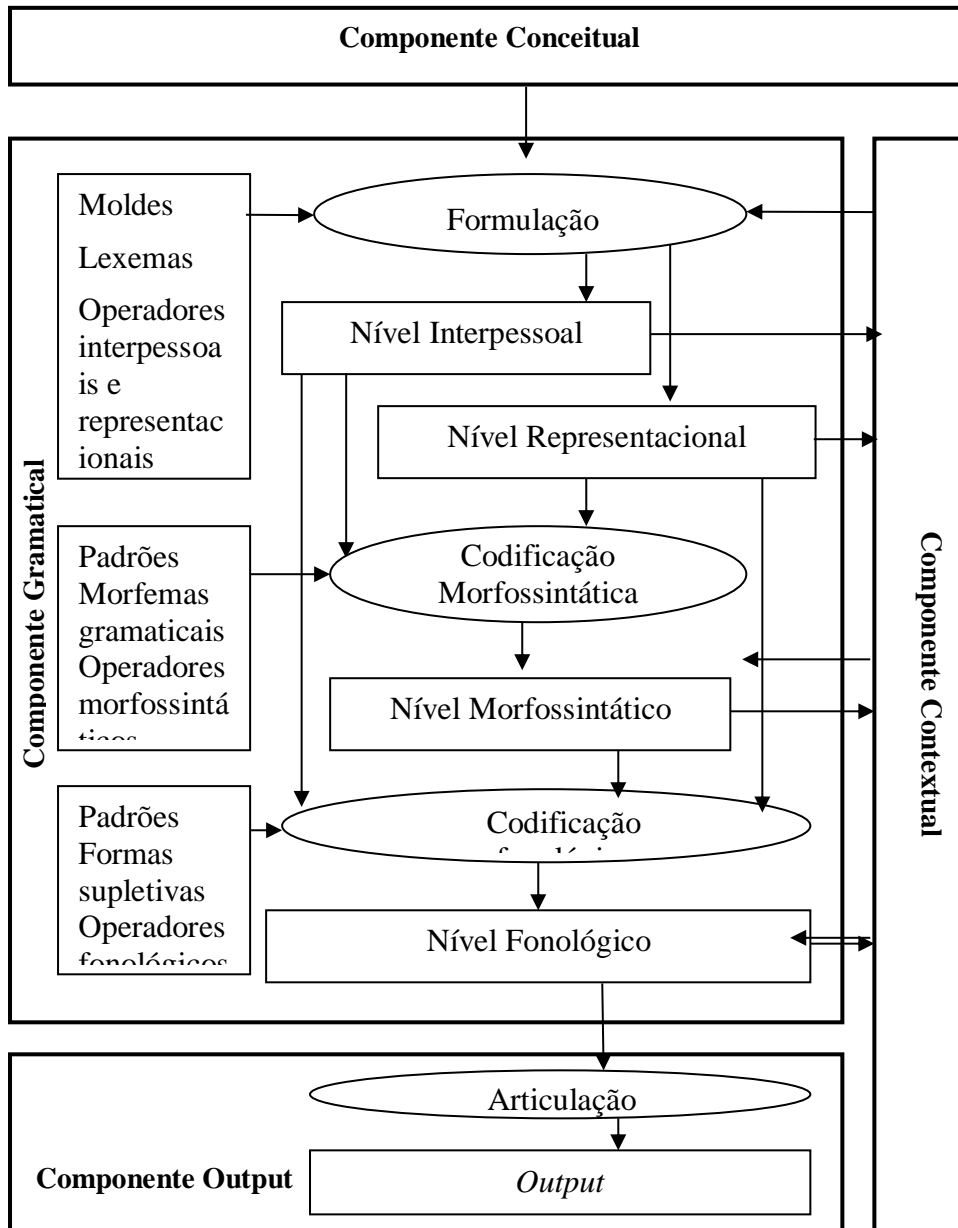 Componente Conceitual
Moldes
Lexemas
Operadores
interpessoa
is e
representac
ionais
Formulação
Nível Interpessoal
Nível Representacional
Componente Gramatical
Padrões
Morfemas
gramaticais
Operadores
morfossintá
ticos
Codificação
Morfossintática
Nível Morfossintático
Componente Contextual
Padrões
Formas
supletivas
Operadores
fonológicos
Codificação
Nível Fonológico
Articulação
Componente Output
Output